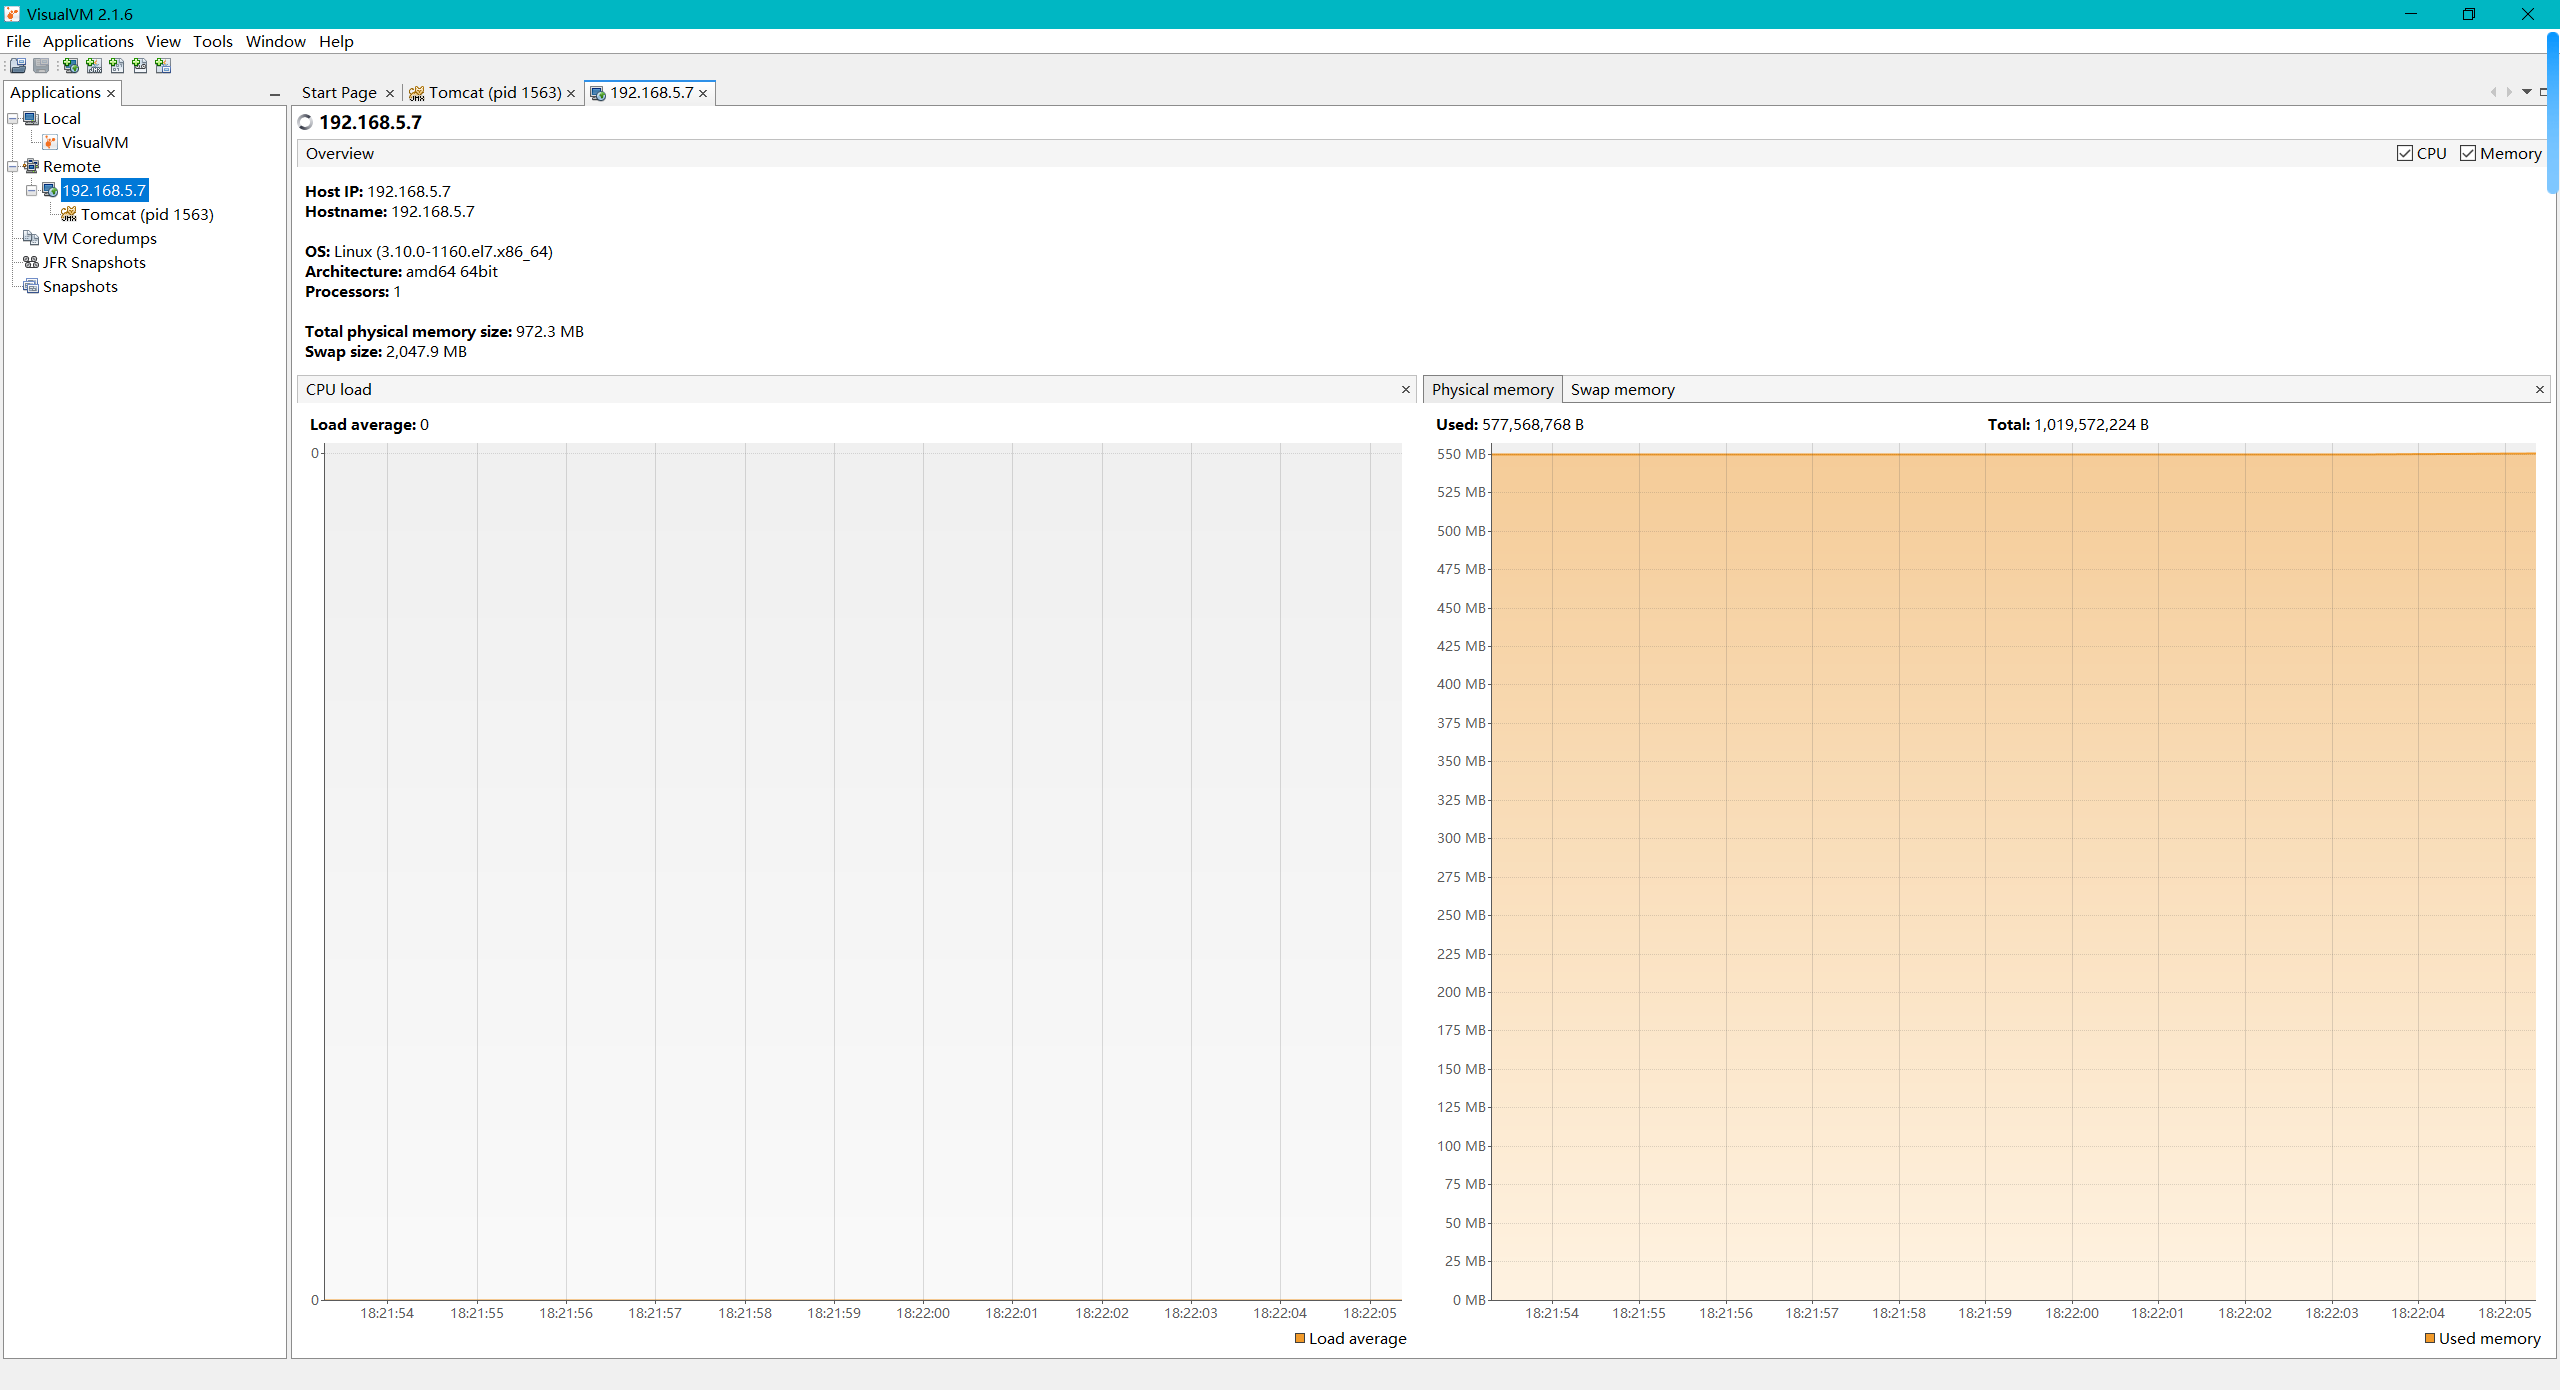 VisualVM 2.1.6
File Applications View Tools Window Help
Applications
Local
VisualVM
Remote
192.168.5.7
Tomcat (pid 1563)
VM Coredumps
JFR Snapshots
Snapshots
Start Page Tomcat (pid 1563) 192.168.5.7
192.168.5.7
Overview CPU Memory
Host IP: 192.168.5.7
Hostname: 192.168.5.7
OS: Linux (3.10.0-1160.el7.x86_64)
Architecture: amd64 64bit
Processors: 1
Total physical memory size: 972.3 MB
Swap size: 2,047.9 MB
CPU load
Load average: 0
0
0
18:21:54 18:21:55 18:21:56 18:21:57 18:21:58 18:21:59 18:22:00 18:22:01 18:22:02 18:22:03 18:22:04 18:22:05
Load average
Physical memory Swap memory
Used: 577,568,768 B Total: 1,019,572,224 B
550 MB
525 MB
500 MB
475 MB
450 MB
425 MB
400 MB
375 MB
350 MB
325 MB
300 MB
275 MB
250 MB
225 MB
200 MB
175 MB
150 MB
125 MB
100 MB
75 MB
50 MB
25 MB
0 MB
18:21:54 18:21:55 18:21:56 18:21:57 18:21:58 18:21:59 18:22:00 18:22:01 18:22:02 18:22:03 18:22:04 18:22:05
Used memory